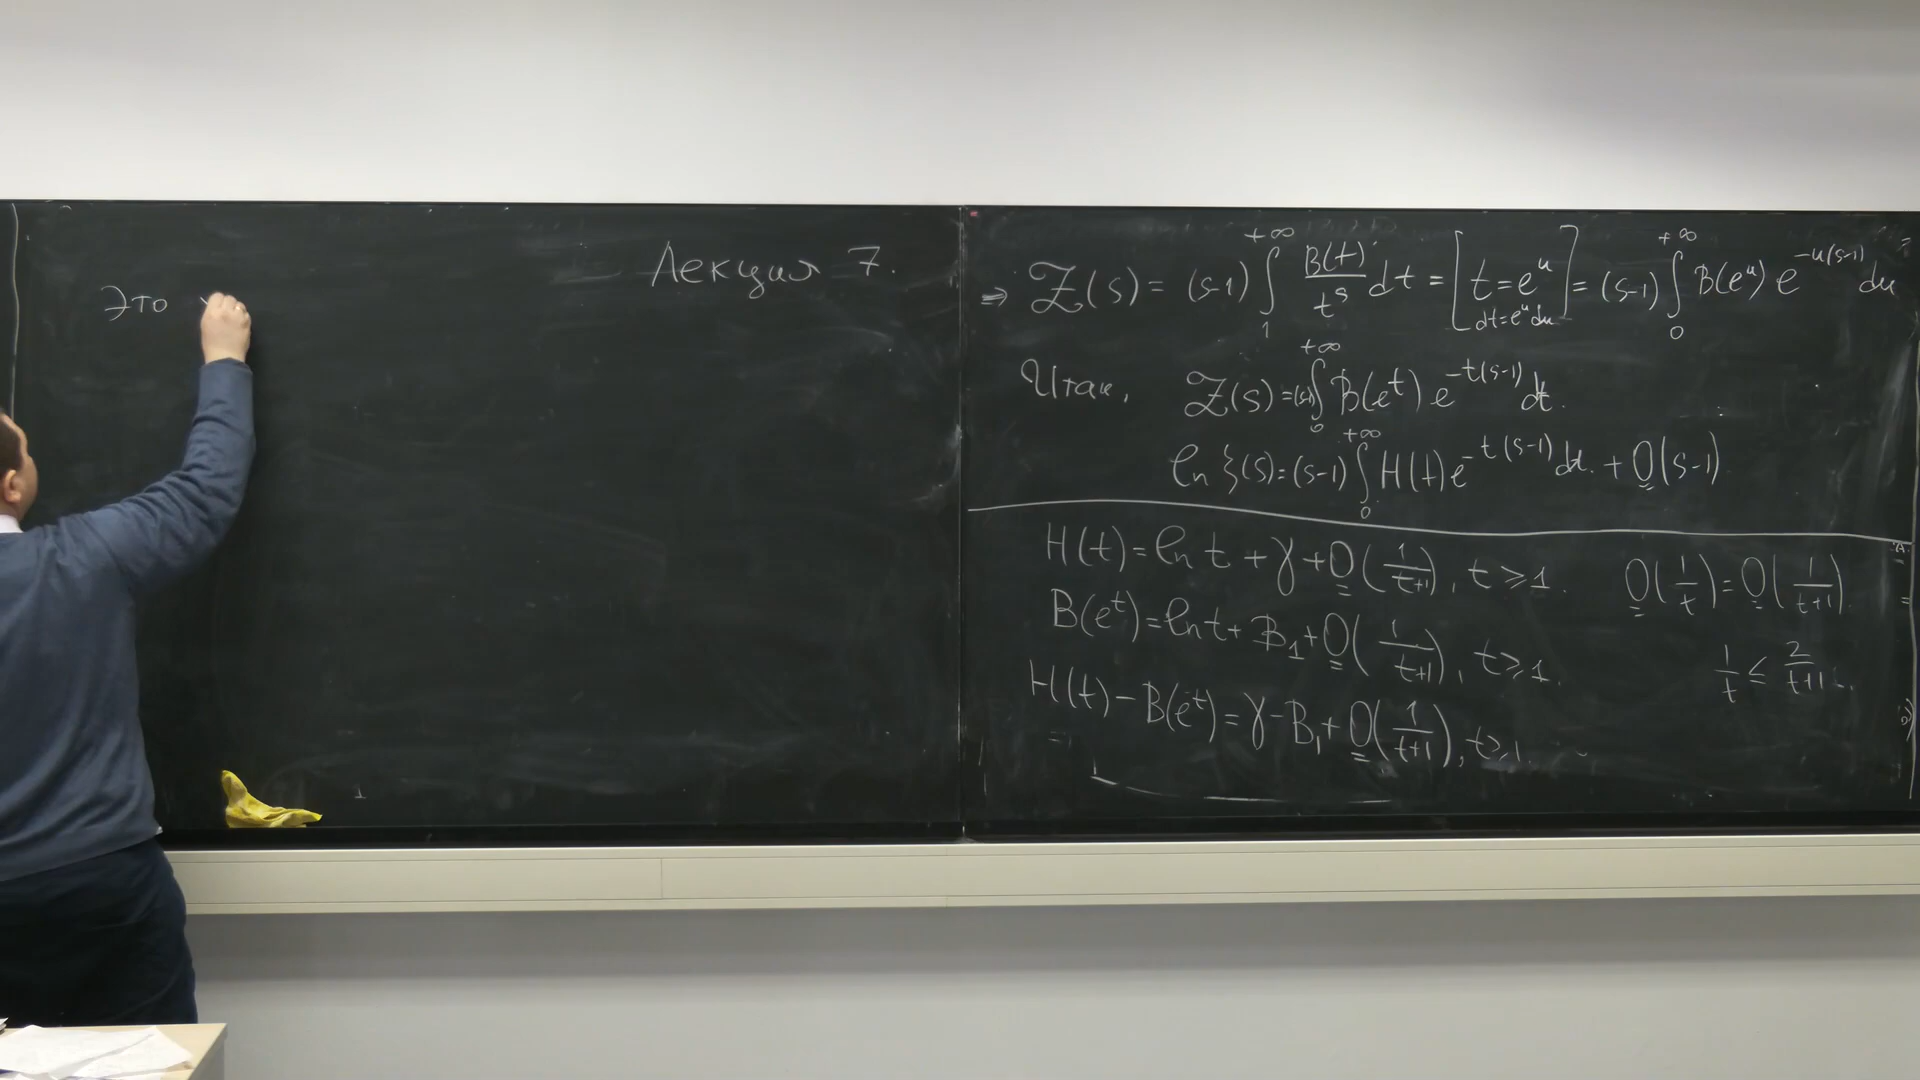 Лекция 7.
Это
⇒ Z(s) = (s-1) ∫₁^{+∞} B(t)/t^s dt = [t = e^u dt = e^u du] = (s-1) ∫₀^{+∞} B(e^u) e^{-u(s-1)} du
Итак, Z(s) = (s-1) ∫₀^{+∞} B(e^t) e^{-t(s-1)} dt.
ln ζ(s) = (s-1) ∫₀^{+∞} H(t) e^{-t(s-1)} dt. + O(s-1)
H(t) = ln t + γ + O(1/(t+1)), t ≥ 1. O(1/t) = O(1/(t+1)).
B(e^t) = ln t + B₁ + O(1/(t+1)), t ≥ 1. 1/t ≤ 2/(t+1)
H(t) - B(e^t) = γ - B₁ + O(1/(t+1)), t ≥ 1.